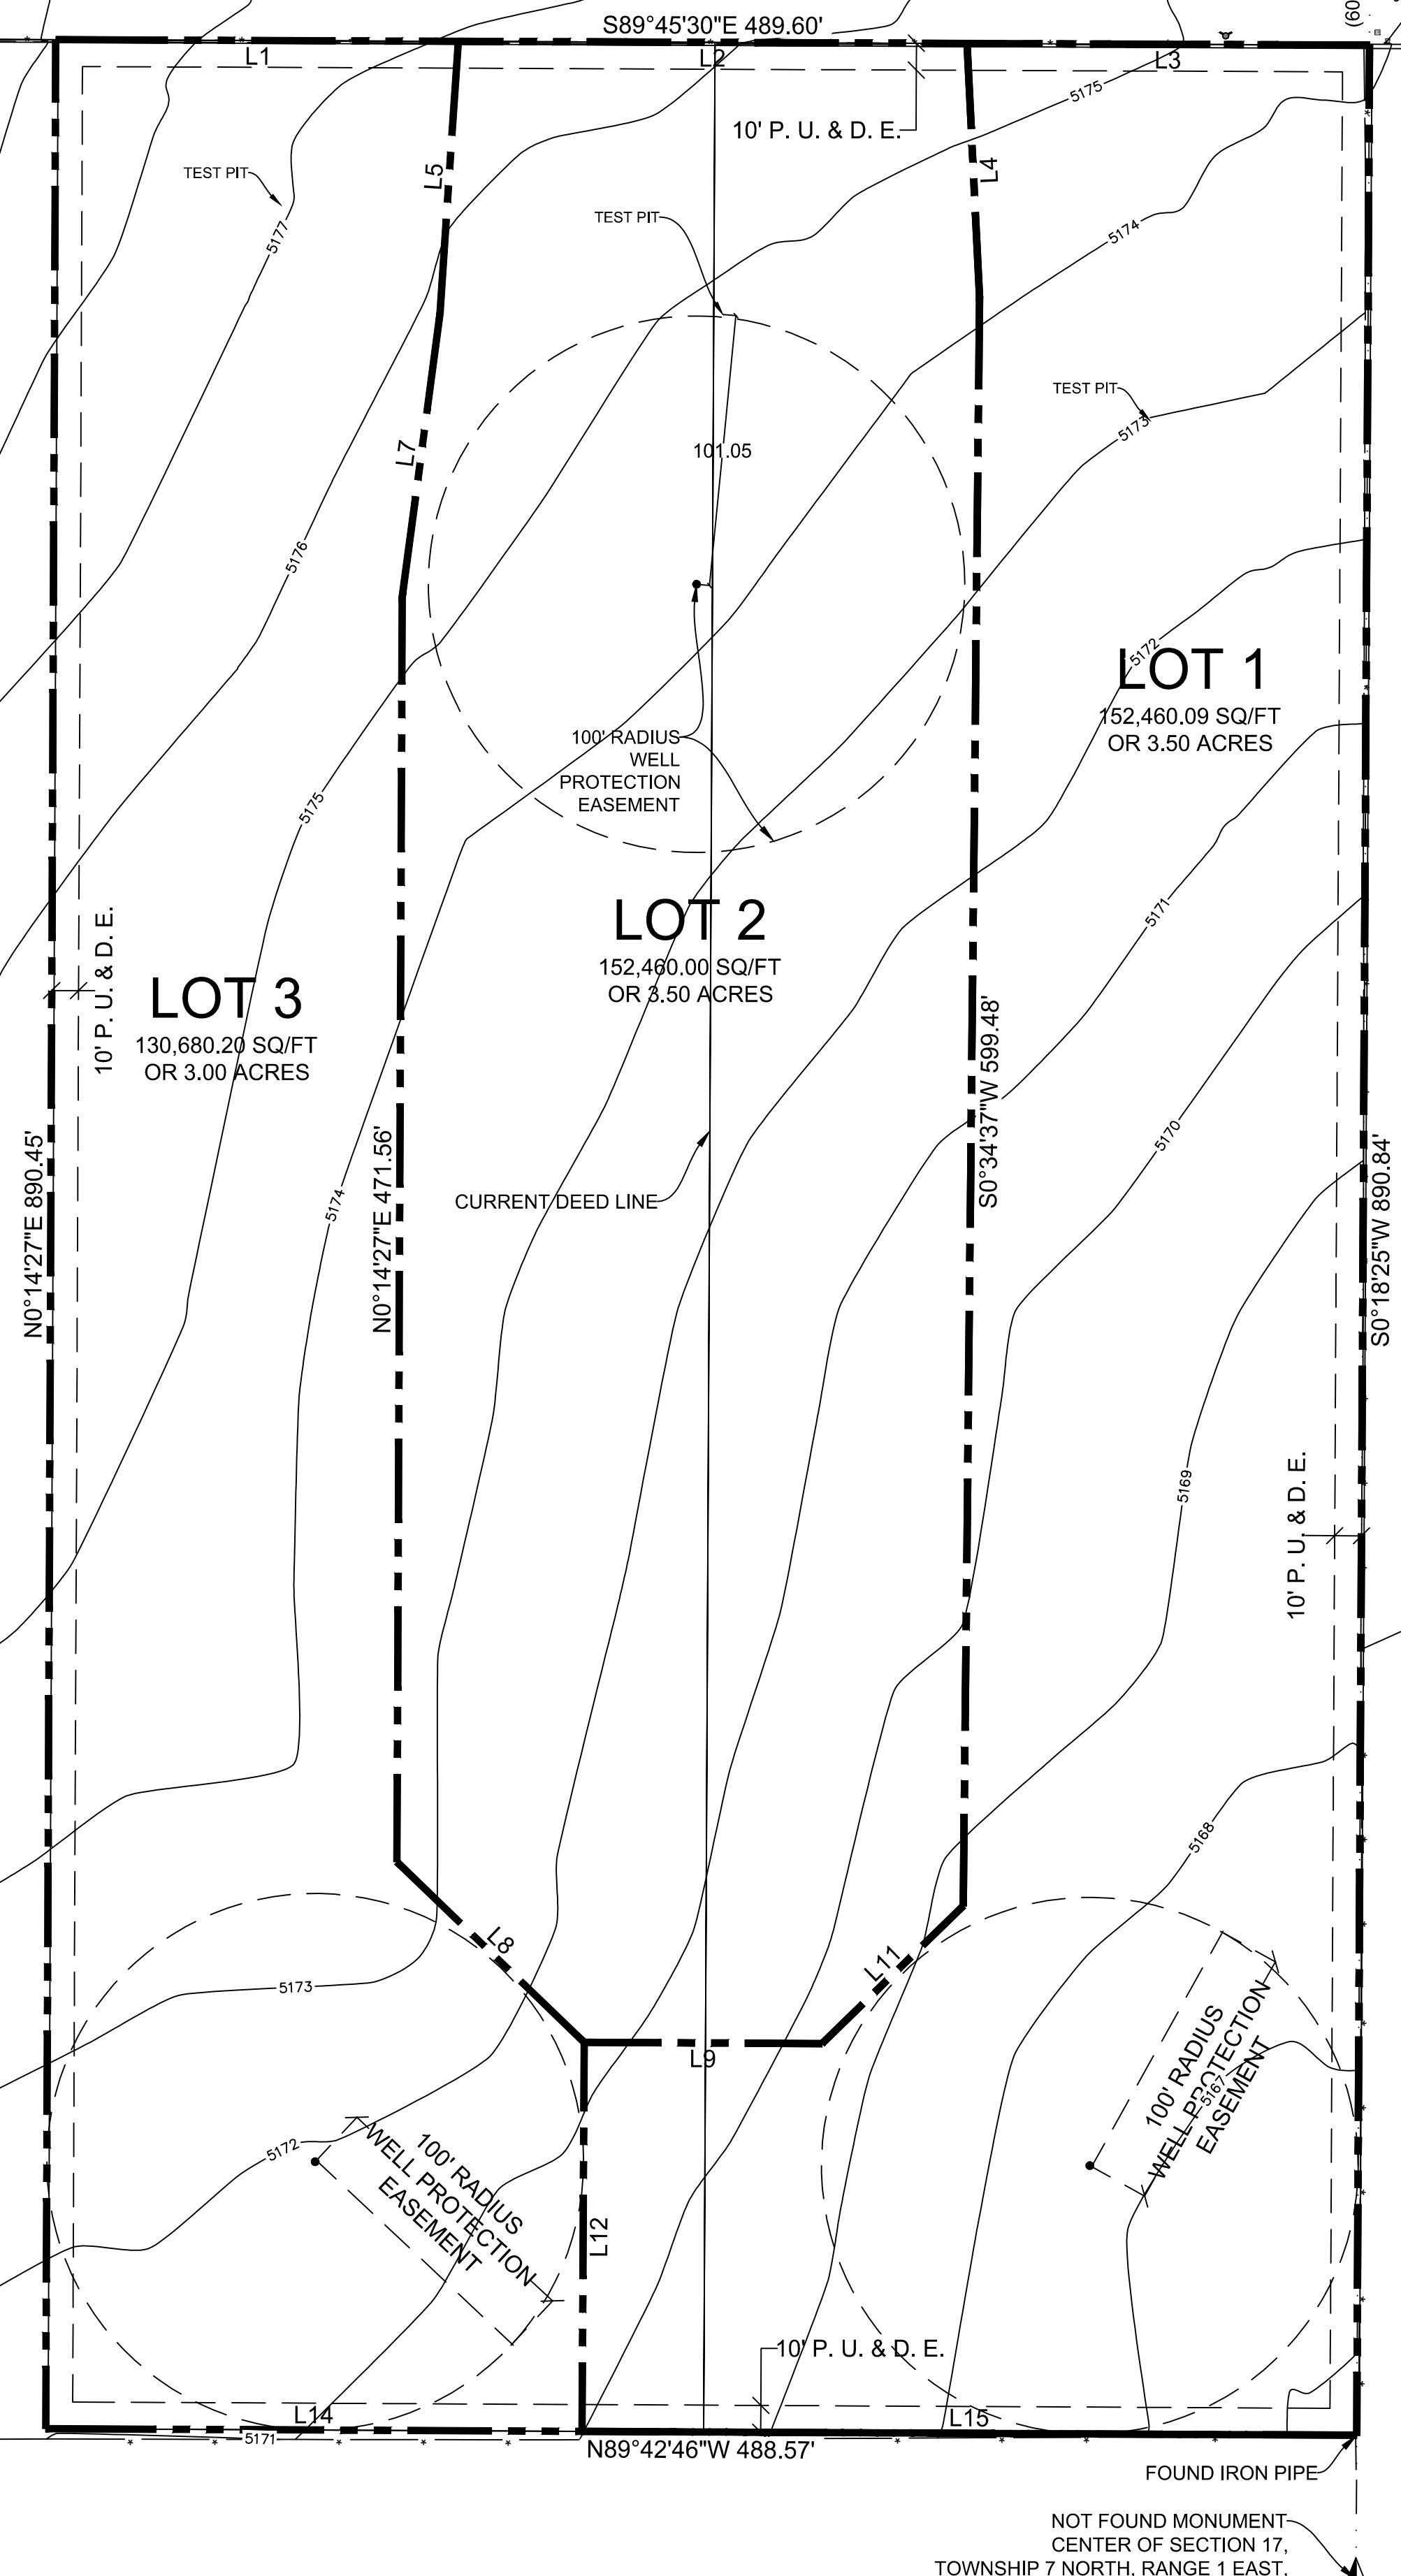 S89°45'30"E 489.60'
(60
L1
L2
L3
5175
10' P. U. & D. E.
TEST PIT
L5
L4
5177
TEST PIT
5174
TEST PIT
5173
L7
101.05
5176
LOT 1
5172
152,460.09 SQ/FT
OR 3.50 ACRES
100' RADIUS
WELL
PROTECTION
EASEMENT
5175
LOT 2
152,460.00 SQ/FT
OR 3.50 ACRES
5171
10' P. U. & D. E.
LOT 3
130,680.20 SQ/FT
OR 3.00 ACRES
S0°34'37"W 599.48'
5170
N0°14'27"E 890.45'
N0°14'27"E 471.56'
5174
CURRENT DEED LINE
S0°18'25"W 890.84'
5169
10' P. U. & D. E.
5168
L8
L11
5173
L9
100' RADIUS
WELL PROTECTION
EASEMENT
5167
5172
100' RADIUS
WELL PROTECTION
EASEMENT
L12
10' P. U. & D. E.
L14
L15
5171
N89°42'46"W 488.57'
FOUND IRON PIPE
NOT FOUND MONUMENT
CENTER OF SECTION 17,
TOWNSHIP 7 NORTH, RANGE 1 EAST,